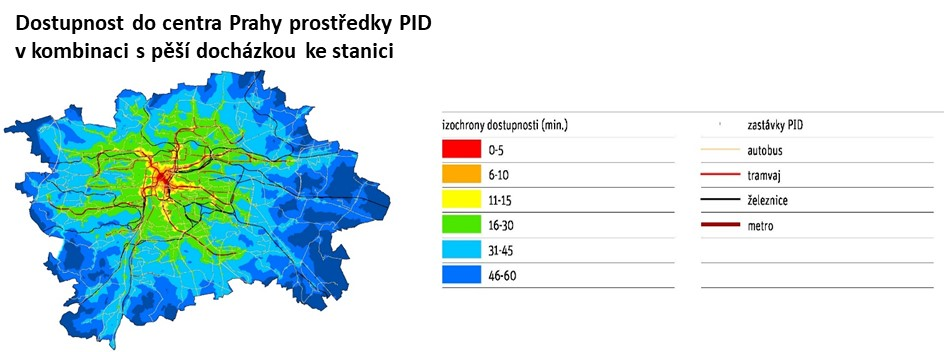 Dostupnost do centra Prahy prostředky PID
v kombinaci s pěší docházkou ke stanici
izochrony dostupnosti (min.)
0-5
6-10
11-15
16-30
31-45
46-60
zastávky PID
autobus
tramvaj
železnice
metro